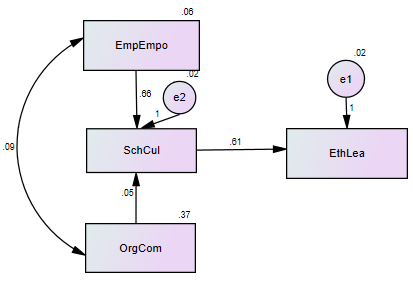 .06
EmpEmpo
.02
.02
e1
.66
e2
1
1
.09
SchCul
.61
EthLea
.05
.37
OrgCom